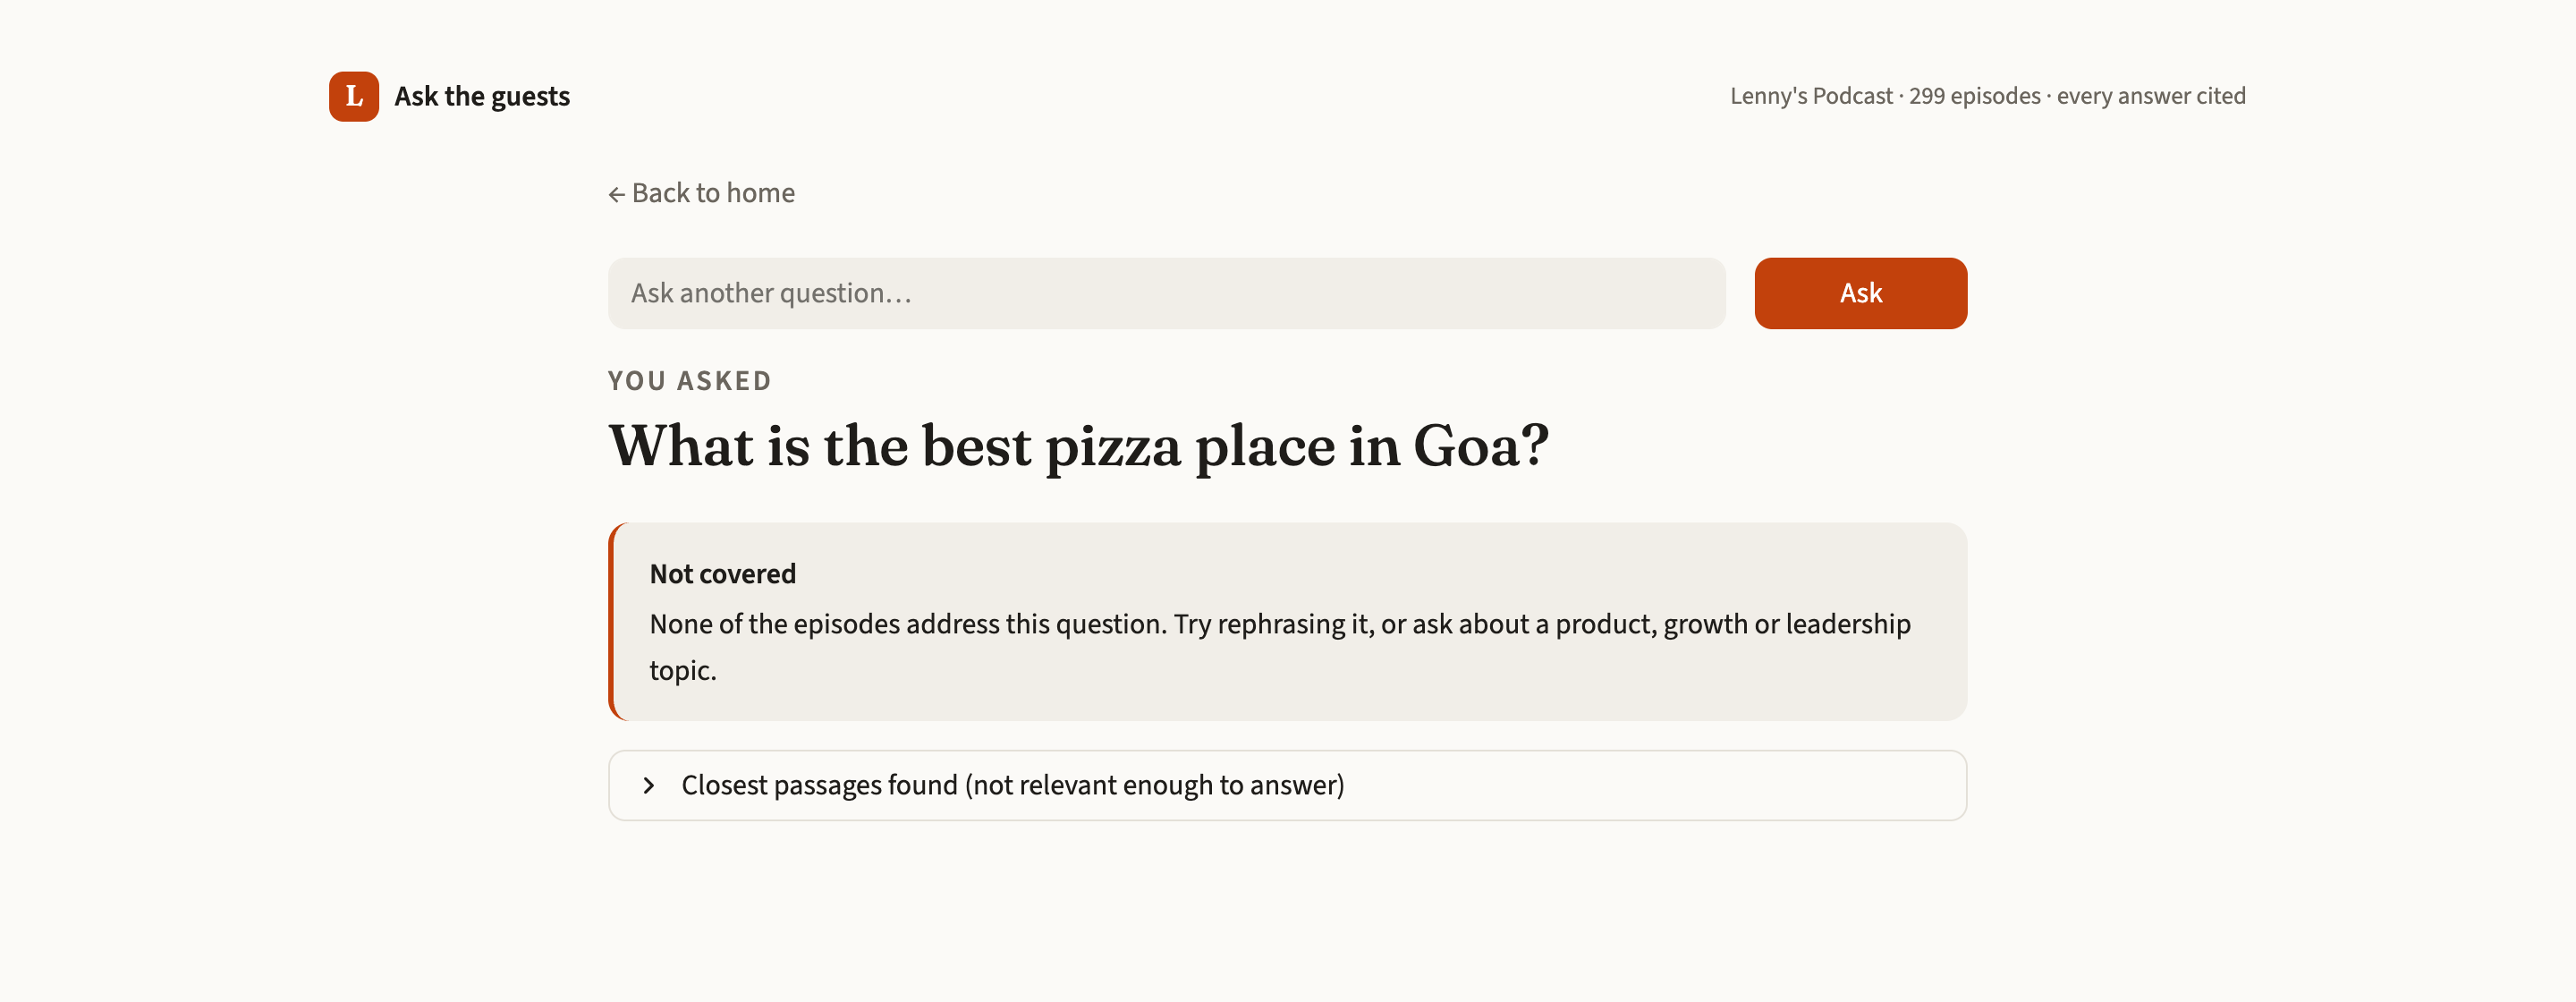 L Ask the guests
Lenny's Podcast · 299 episodes · every answer cited
← Back to home
Ask another question…
Ask
YOU ASKED
What is the best pizza place in Goa?
Not covered
None of the episodes address this question. Try rephrasing it, or ask about a product, growth or leadership
topic.
Closest passages found (not relevant enough to answer)